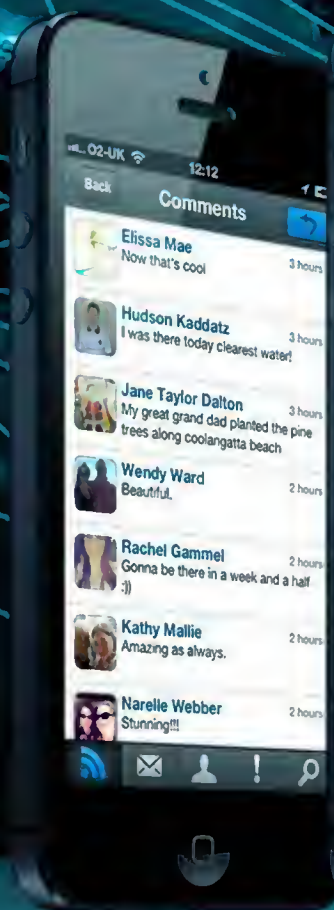 O2-UK
12:12
Back
Comments
Elissa Mae
3 hours
Now that's cool
Hudson Kaddatz
3 hours
I was there today clearest water!
Jane Taylor Dalton
3 hours
My great grand dad planted the pine
trees along coolangatta beach
Wendy Ward
2 hours
Beautiful.
Rachel Gammel
2 hours
Gonna be there in a week and a half
:))
Kathy Mallie
2 hours
Amazing as always.
Narelle Webber
2 hours
Stunning!!!